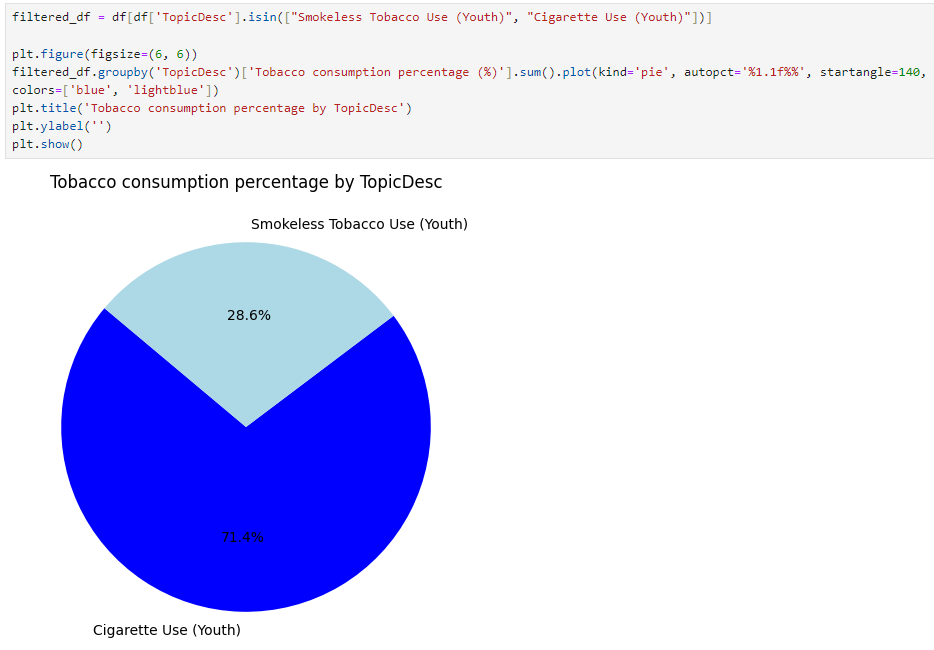 filtered_df = df[df['TopicDesc'].isin(["Smokeless Tobacco Use (Youth)", "Cigarette Use (Youth)"])]
plt.figure(figsize=(6, 6))
filtered_df.groupby('TopicDesc')['Tobacco consumption percentage (%)'].sum().plot(kind='pie', autopct='%1.1f%%', startangle=140,
colors=['blue', 'lightblue'])
plt.title('Tobacco consumption percentage by TopicDesc')
plt.ylabel('')
plt.show()
Tobacco consumption percentage by TopicDesc
Smokeless Tobacco Use (Youth)
28.6%
71.4%
Cigarette Use (Youth)